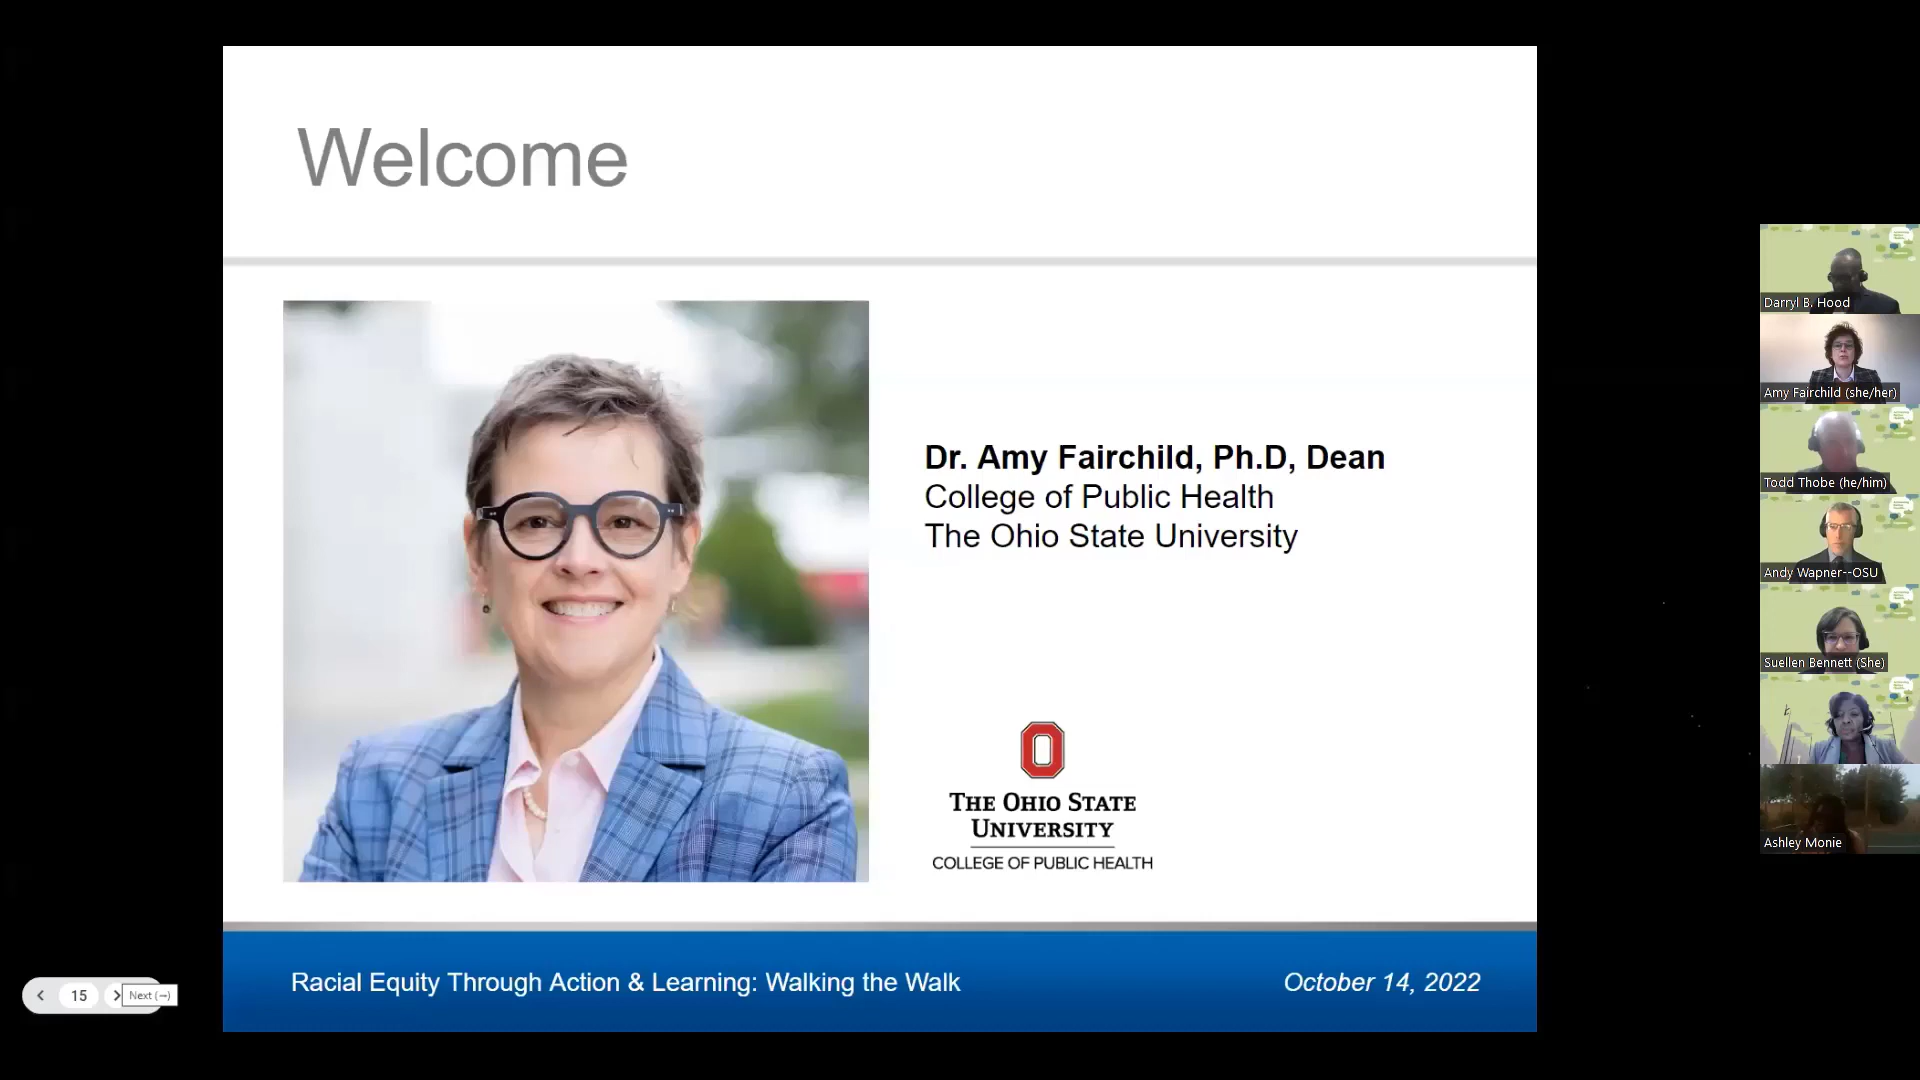 Welcome
Dr. Amy Fairchild, Ph.D, Dean
College of Public Health
The Ohio State University
THE OHIO STATE
UNIVERSITY
COLLEGE OF PUBLIC HEALTH
Racial Equity Through Action & Learning: Walking the Walk
October 14, 2022
15
Next (→)
Darryl B. Hood
Amy Fairchild (she/her)
Todd Thobe (he/him)
Andy Wapner--OSU
Suellen Bennett (She)
Ashley Monie